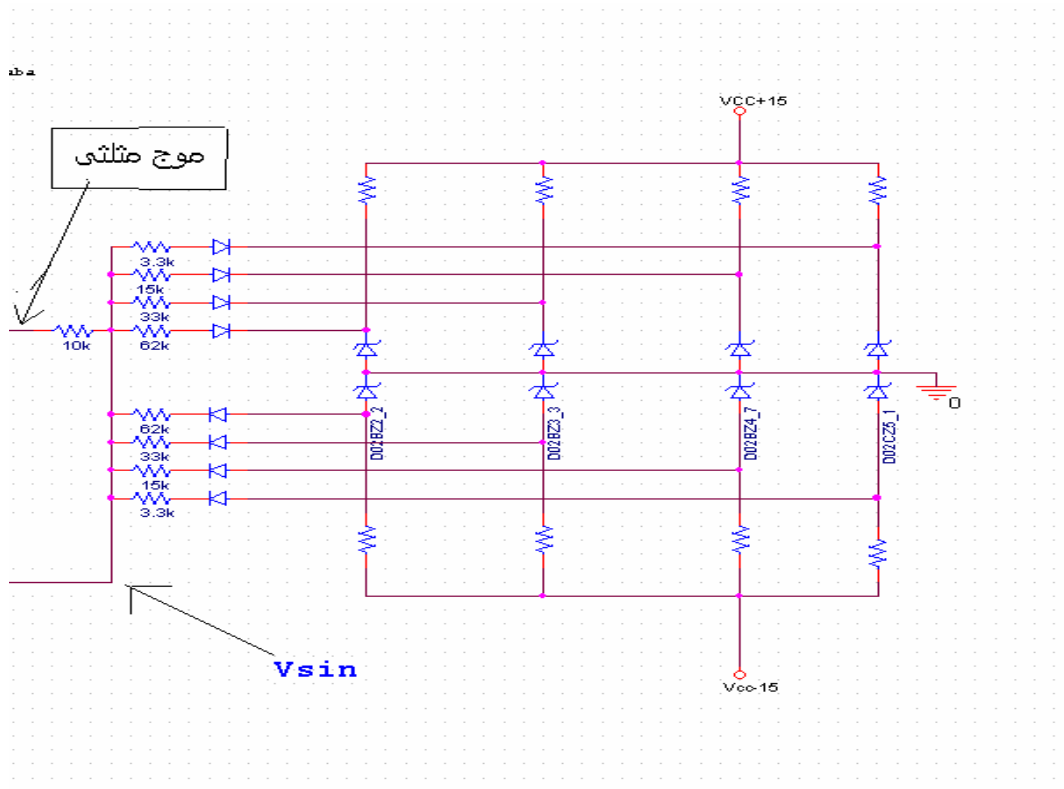 VCC+15
موج مثلثی
3.3k
15k
33k
62k
10k
62k
33k
15k
3.3k
D02BZ2_2
D02BZ3_3
D02BZ4_7
D02CZ5_1
0
Vsin
Vcc-15